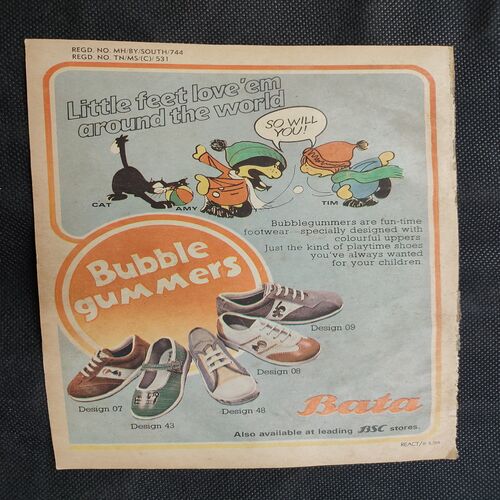 REGD. NO. MH/BY/SOUTH/744
REGD. NO. TN/MS/(C)/531
Little feet love 'em
around the world
SO WILL
YOU!
CAT
AMY
TIM
Bubblegummers are fun-time
footwear—specially designed with
colourful uppers.
Just the kind of playtime shoes
you've always wanted
for your children.
Bubble
gummers
Design 09
Design 08
Design 07
Design 48
Design 43
Bata
Also available at leading BSC stores.